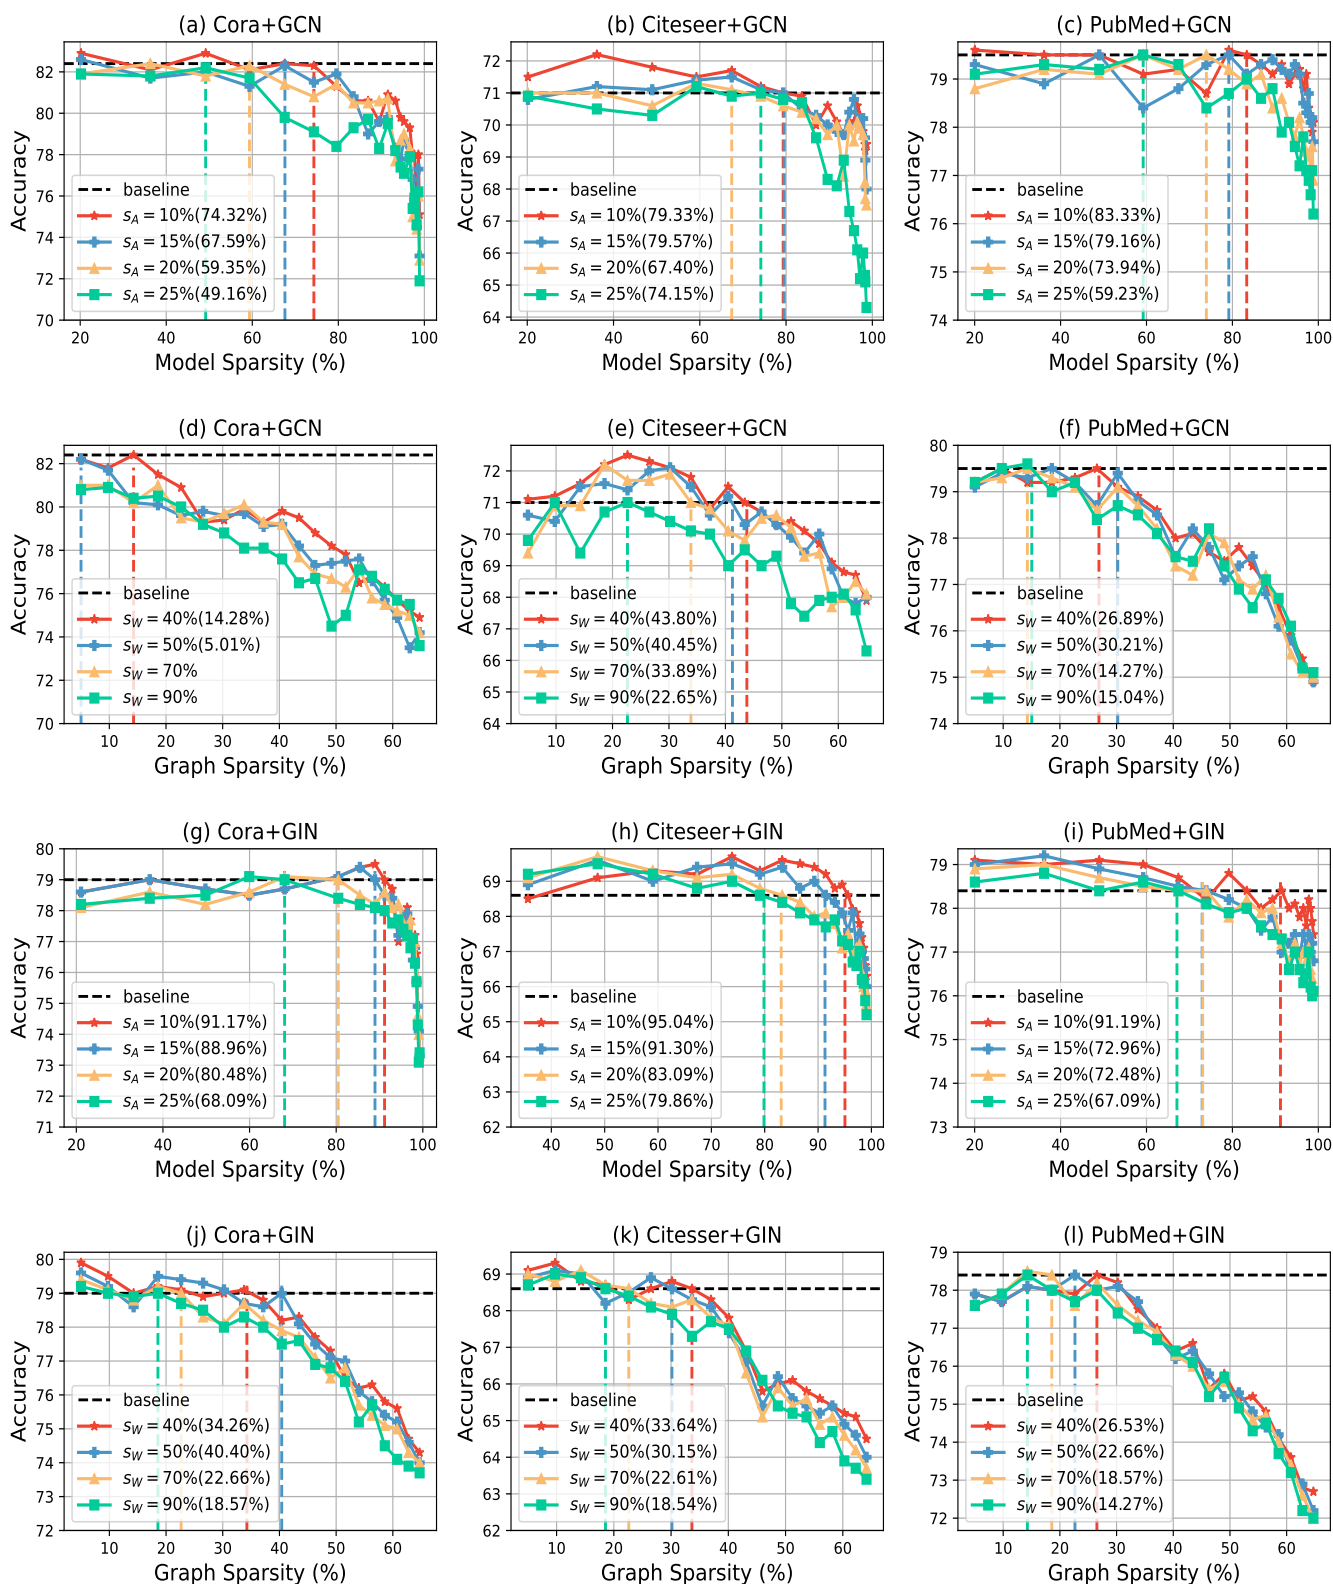 (a) Cora+GCN
Accuracy
82
80
78
76
74
72
70
baseline
s_A = 10%(74.32%)
s_A = 15%(67.59%)
s_A = 20%(59.35%)
s_A = 25%(49.16%)
20 40 60 80 100
Model Sparsity (%)
(b) Citeseer+GCN
Accuracy
72
71
70
69
68
67
66
65
64
baseline
s_A = 10%(79.33%)
s_A = 15%(79.57%)
s_A = 20%(67.40%)
s_A = 25%(74.15%)
20 40 60 80 100
Model Sparsity (%)
(c) PubMed+GCN
Accuracy
79
78
77
76
75
74
baseline
s_A = 10%(83.33%)
s_A = 15%(79.16%)
s_A = 20%(73.94%)
s_A = 25%(59.23%)
20 40 60 80 100
Model Sparsity (%)
(d) Cora+GCN
Accuracy
82
80
78
76
74
72
70
baseline
s_W = 40%(14.28%)
s_W = 50%(5.01%)
s_W = 70%
s_W = 90%
10 20 30 40 50 60
Graph Sparsity (%)
(e) Citeseer+GCN
Accuracy
72
71
70
69
68
67
66
65
64
baseline
s_W = 40%(43.80%)
s_W = 50%(40.45%)
s_W = 70%(33.89%)
s_W = 90%(22.65%)
10 20 30 40 50 60
Graph Sparsity (%)
(f) PubMed+GCN
Accuracy
80
79
78
77
76
75
74
baseline
s_W = 40%(26.89%)
s_W = 50%(30.21%)
s_W = 70%(14.27%)
s_W = 90%(15.04%)
10 20 30 40 50 60
Graph Sparsity (%)
(g) Cora+GIN
Accuracy
80
79
78
77
76
75
74
73
72
71
baseline
s_A = 10%(91.17%)
s_A = 15%(88.96%)
s_A = 20%(80.48%)
s_A = 25%(68.09%)
20 40 60 80 100
Model Sparsity (%)
(h) Citeseer+GIN
Accuracy
69
68
67
66
65
64
63
62
baseline
s_A = 10%(95.04%)
s_A = 15%(91.30%)
s_A = 20%(83.09%)
s_A = 25%(79.86%)
40 50 60 70 80 90 100
Model Sparsity (%)
(i) PubMed+GIN
Accuracy
79
78
77
76
75
74
73
baseline
s_A = 10%(91.19%)
s_A = 15%(72.96%)
s_A = 20%(72.48%)
s_A = 25%(67.09%)
20 40 60 80 100
Model Sparsity (%)
(j) Cora+GIN
Accuracy
80
79
78
77
76
75
74
73
72
baseline
s_W = 40%(34.26%)
s_W = 50%(40.40%)
s_W = 70%(22.66%)
s_W = 90%(18.57%)
10 20 30 40 50 60
Graph Sparsity (%)
(k) Citesser+GIN
Accuracy
69
68
67
66
65
64
63
62
baseline
s_W = 40%(33.64%)
s_W = 50%(30.15%)
s_W = 70%(22.61%)
s_W = 90%(18.54%)
10 20 30 40 50 60
Graph Sparsity (%)
(l) PubMed+GIN
Accuracy
79
78
77
76
75
74
73
72
baseline
s_W = 40%(26.53%)
s_W = 50%(22.66%)
s_W = 70%(18.57%)
s_W = 90%(14.27%)
10 20 30 40 50 60
Graph Sparsity (%)